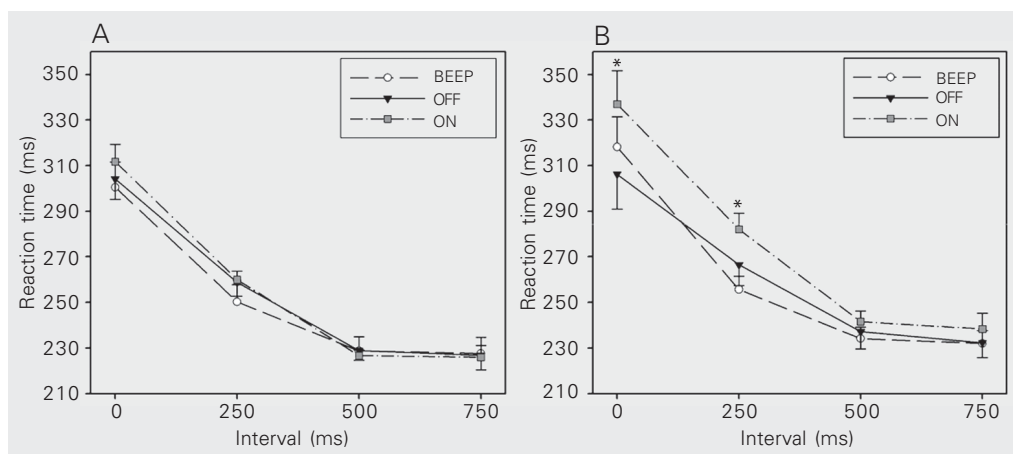 A
Reaction time (ms)
350
330
310
290
270
250
230
210
BEEP
OFF
ON
0 250 500 750
Interval (ms)
B
Reaction time (ms)
350
330
310
290
270
250
230
210
*
*
BEEP
OFF
ON
0 250 500 750
Interval (ms)